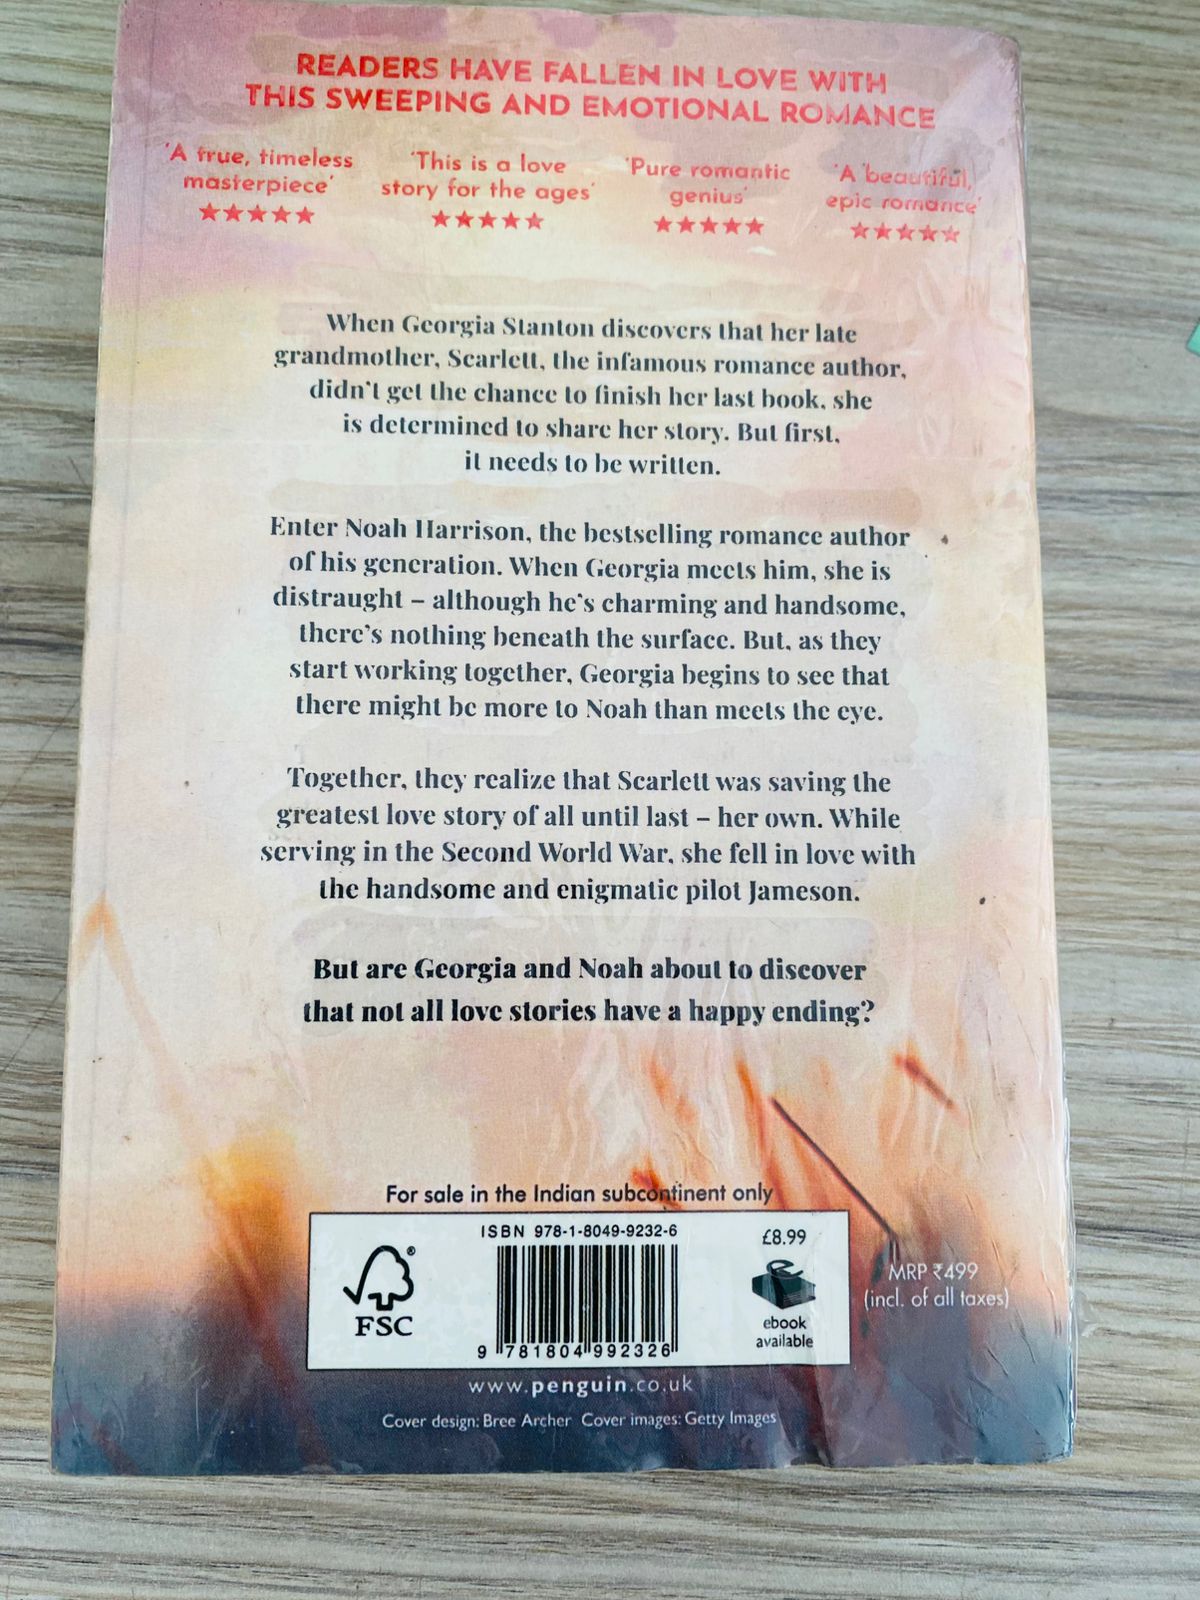 READERS HAVE FALLEN IN LOVE WITH
THIS SWEEPING AND EMOTIONAL ROMANCE
'A true, timeless
masterpiece'
★★★★★
'This is a love
story for the ages'
★★★★★
'Pure romantic
genius'
★★★★★
'A beautiful,
epic romance'
★★★★★
When Georgia Stanton discovers that her late
grandmother, Scarlett, the infamous romance author,
didn't get the chance to finish her last book, she
is determined to share her story. But first,
it needs to be written.
Enter Noah Harrison, the bestselling romance author
of his generation. When Georgia meets him, she is
distraught – although he's charming and handsome,
there's nothing beneath the surface. But, as they
start working together, Georgia begins to see that
there might be more to Noah than meets the eye.
Together, they realize that Scarlett was saving the
greatest love story of all until last – her own. While
serving in the Second World War, she fell in love with
the handsome and enigmatic pilot Jameson.
But are Georgia and Noah about to discover
that not all love stories have a happy ending?
For sale in the Indian subcontinent only
ISBN 978-1-8049-9232-6
9 781804 992326
®
FSC
£8.99
ebook
available
MRP ₹499
(incl. of all taxes)
www.penguin.co.uk
Cover design: Bree Archer Cover images: Getty Images